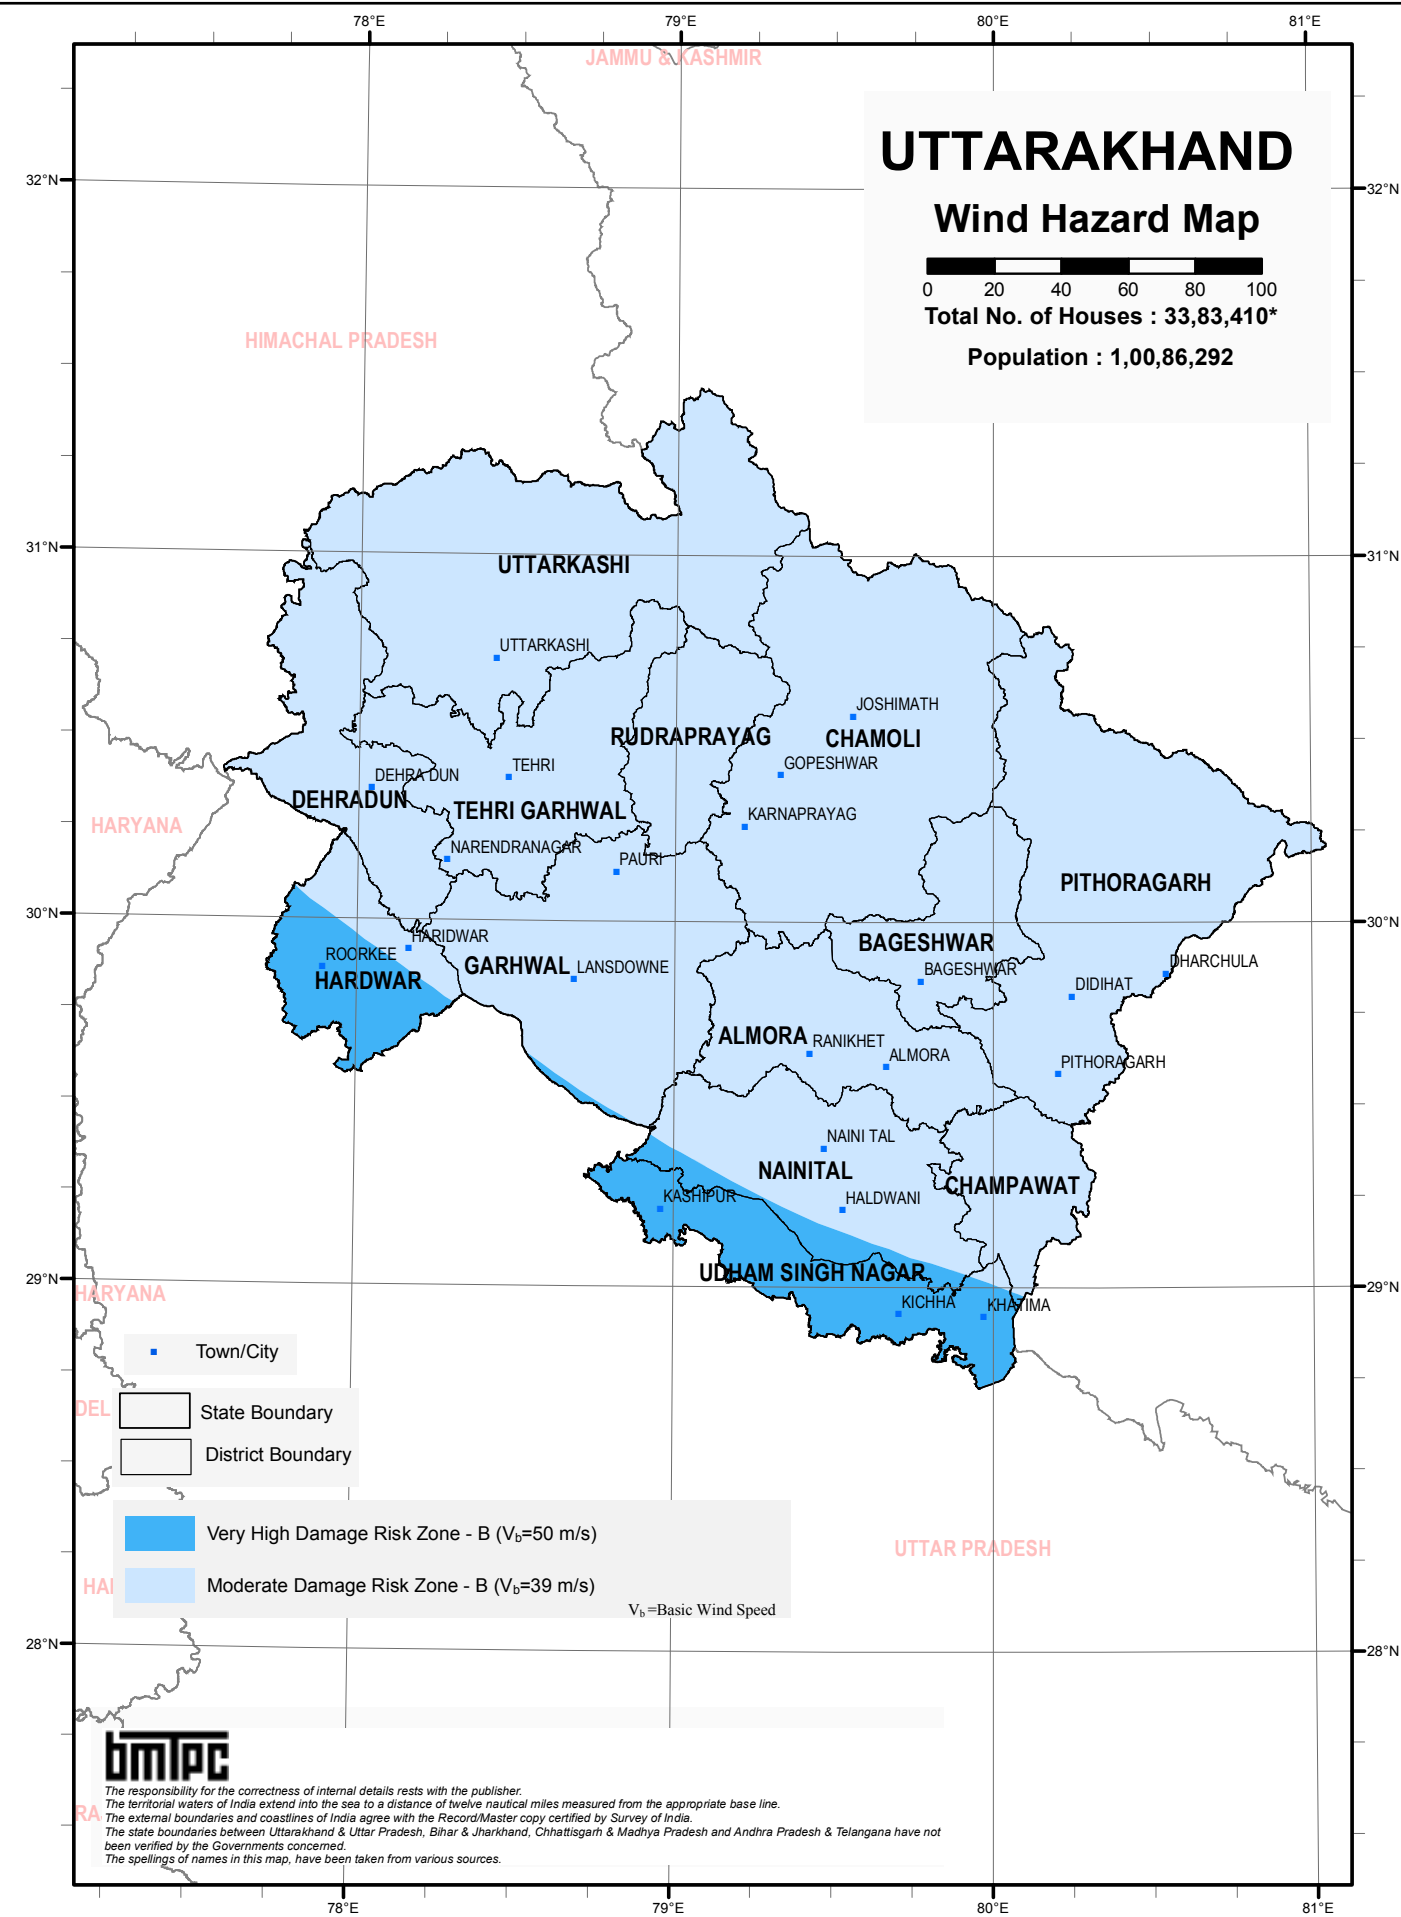 78°E 79°E 80°E 81°E
JAMMU & KASHMIR
UTTARAKHAND
Wind Hazard Map
0 20 40 60 80 100
Total No. of Houses : 33,83,410*
Population : 1,00,86,292
32°N 32°N
HIMACHAL PRADESH
31°N 31°N
UTTARKASHI
UTTARKASHI
JOSHIMATH
RUDRAPRAYAG
CHAMOLI
GOPESHWAR
TEHRI
DEHRA DUN
DEHRADUN
TEHRI GARHWAL
KARNAPRAYAG
HARYANA
NARENDRANAGAR
PAURI
PITHORAGARH
30°N 30°N
HARIDWAR
BAGESHWAR
ROORKEE
GARHWAL
LANSDOWNE
BAGESHWAR
DHARCHULA
HARDWAR
DIDIHAT
ALMORA
RANIKHET
ALMORA
PITHORAGARH
NAINI TAL
NAINITAL
CHAMPAWAT
KASHIPUR
HALDWANI
29°N 29°N
UDHAM SINGH NAGAR
HARYANA
KICHHA
KHATIMA
Town/City
DEL
State Boundary
District Boundary
Very High Damage Risk Zone - B (Vb=50 m/s)
UTTAR PRADESH
HA
Moderate Damage Risk Zone - B (Vb=39 m/s)
Vb=Basic Wind Speed
28°N 28°N
bmTPC
The responsibility for the correctness of internal details rests with the publisher.
The territorial waters of India extend into the sea to a distance of twelve nautical miles measured from the appropriate base line.
RA
The external boundaries and coastlines of India agree with the Record/Master copy certified by Survey of India.
The state boundaries between Uttarakhand & Uttar Pradesh, Bihar & Jharkhand, Chhattisgarh & Madhya Pradesh and Andhra Pradesh & Telangana have not
been verified by the Governments concerned.
The spellings of names in this map, have been taken from various sources.
78°E 79°E 80°E 81°E